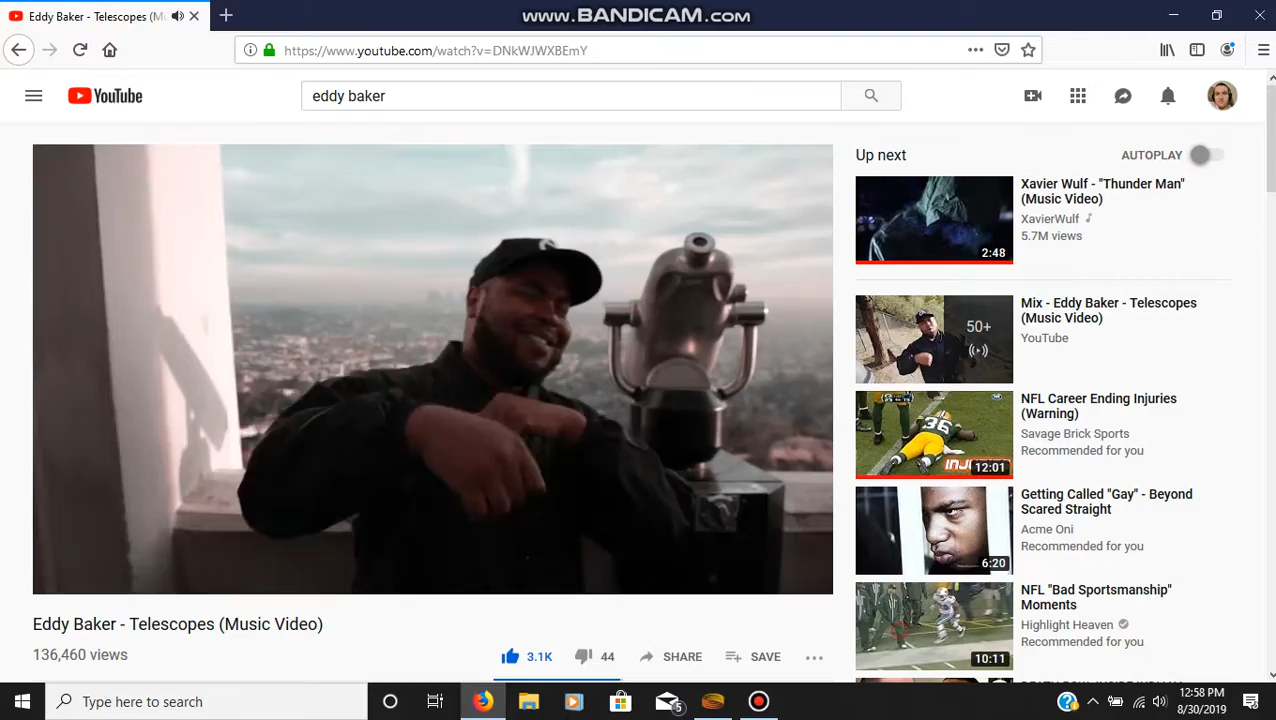 www.BANDICAM.com
Eddy Baker - Telescopes (M
https://www.youtube.com/watch?v=DNkWJWXBEmY
YouTube
eddy baker
Up next
AUTOPLAY
2:48
Xavier Wulf - "Thunder Man"
(Music Video)
XavierWulf
5.7M views
50+
Mix - Eddy Baker - Telescopes
(Music Video)
YouTube
36
INJU
12:01
NFL Career Ending Injuries
(Warning)
Savage Brick Sports
Recommended for you
6:20
Getting Called "Gay" - Beyond
Scared Straight
Acme Oni
Recommended for you
10:11
NFL "Bad Sportsmanship"
Moments
Highlight Heaven
Recommended for you
Eddy Baker - Telescopes (Music Video)
136,460 views
3.1K
44
SHARE
SAVE
Type here to search
5
12:58 PM
8/30/2019